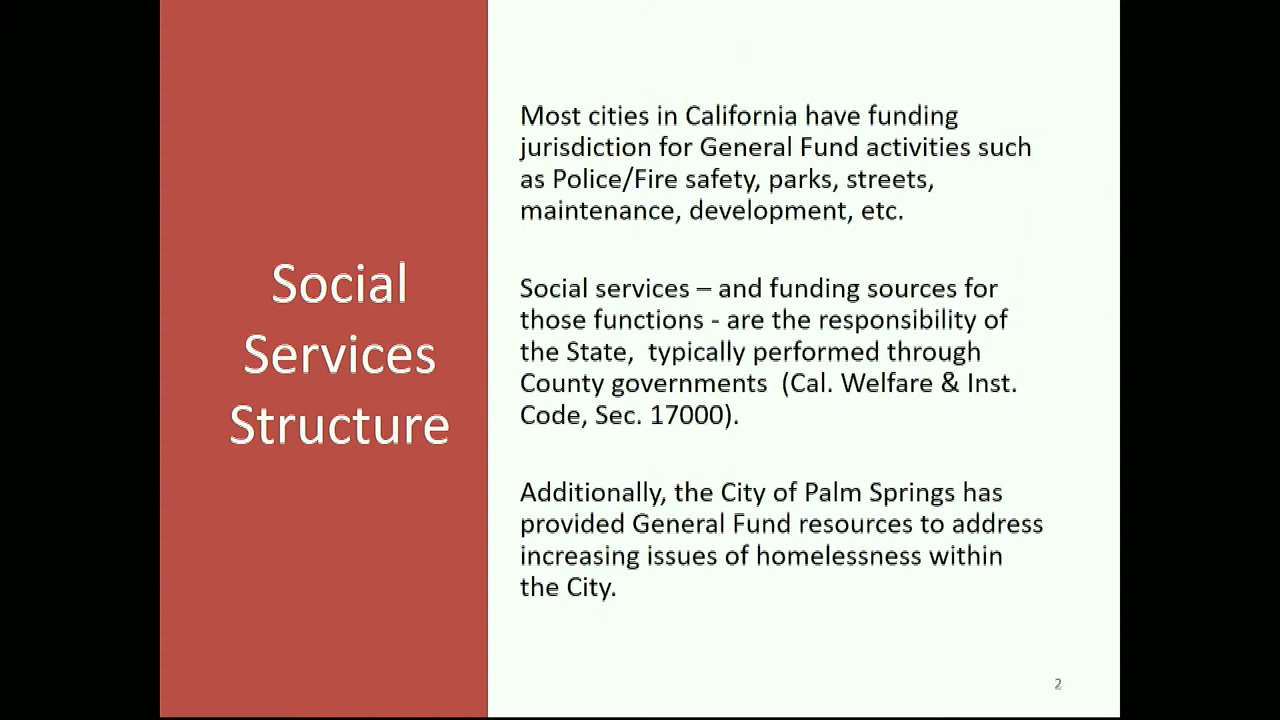 Social
Services
Structure
Most cities in California have funding
jurisdiction for General Fund activities such
as Police/Fire safety, parks, streets,
maintenance, development, etc.
Social services – and funding sources for
those functions - are the responsibility of
the State,  typically performed through
County governments  (Cal. Welfare & Inst.
Code, Sec. 17000).
Additionally, the City of Palm Springs has
provided General Fund resources to address
increasing issues of homelessness within
the City.
2